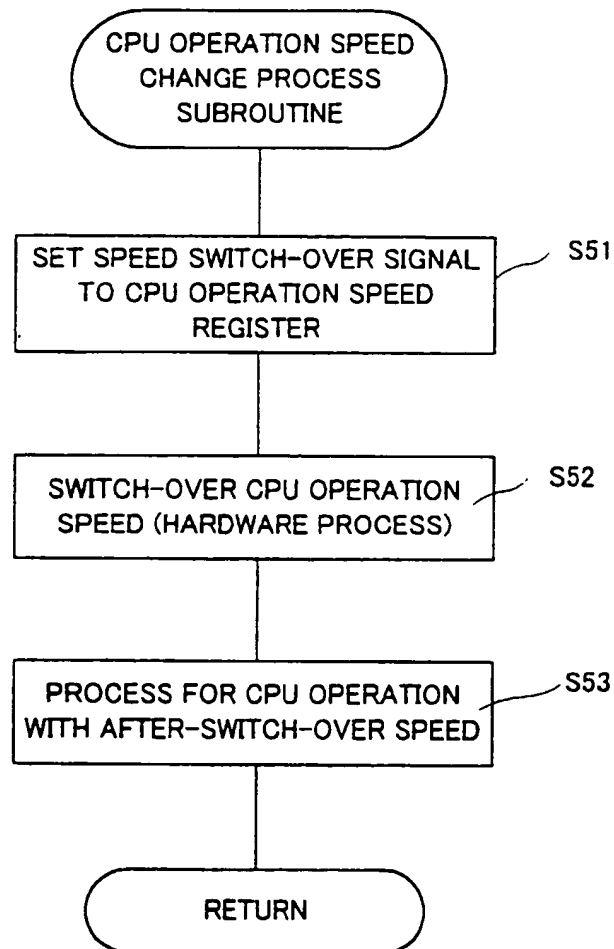 CPU OPERATION SPEED
CHANGE PROCESS
SUBROUTINE
SET SPEED SWITCH-OVER SIGNAL
TO CPU OPERATION SPEED
REGISTER
S51
SWITCH-OVER CPU OPERATION
SPEED (HARDWARE PROCESS)
S52
PROCESS FOR CPU OPERATION
WITH AFTER-SWITCH-OVER SPEED
S53
RETURN